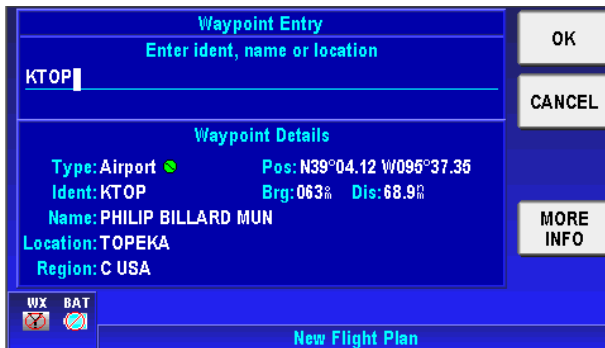 Waypoint Entry
Enter ident, name or location
KTOP
OK
CANCEL
Waypoint Details
Type: Airport Pos: N39°04.12 W095°37.35
Ident: KTOP Brg: 063°M Dis: 68.9NM
Name: PHILIP BILLARD MUN
Location: TOPEKA
Region: C USA
MORE
INFO
WX BAT
New Flight Plan